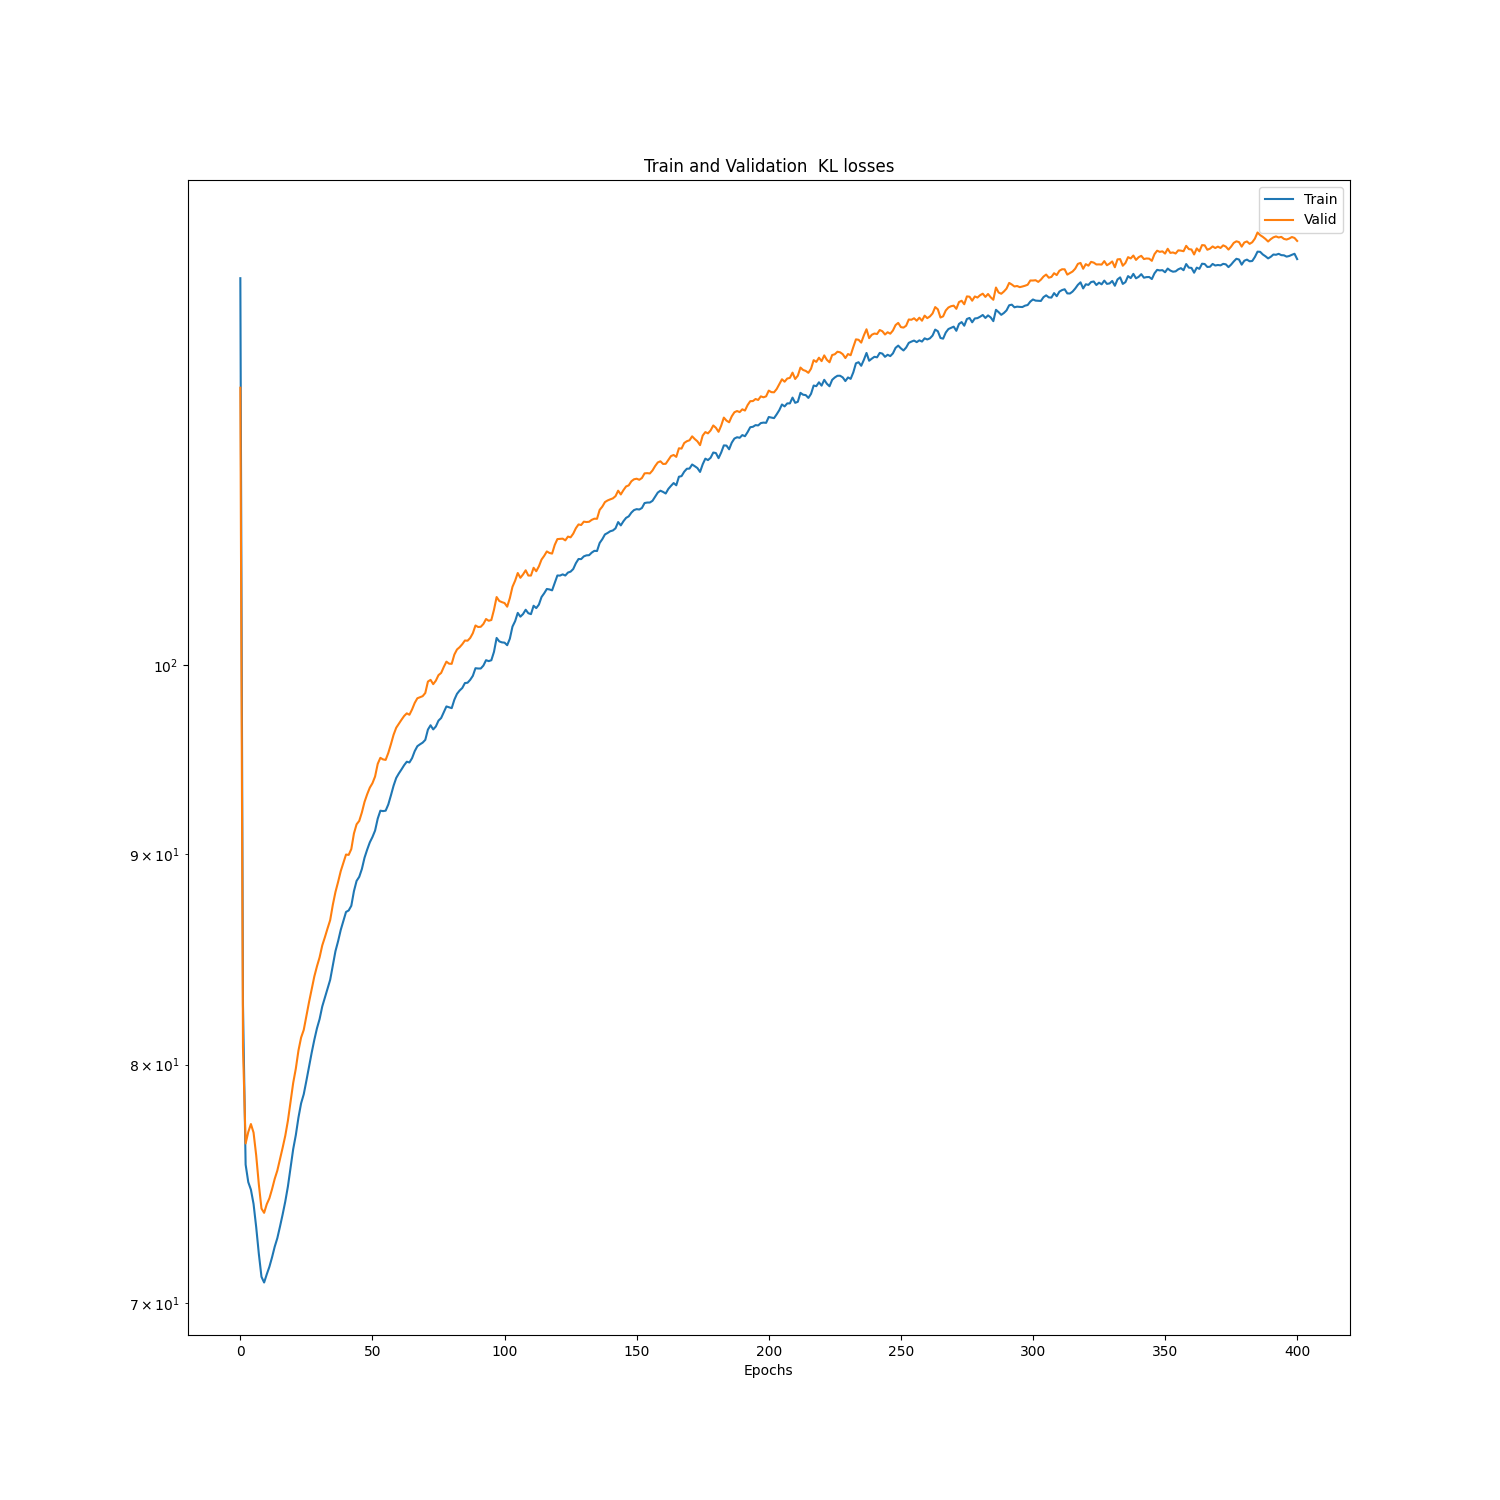 Train and Validation  KL losses
Train
Valid
10²
9 × 10¹
8 × 10¹
7 × 10¹
0 50 100 150 200 250 300 350 400
Epochs